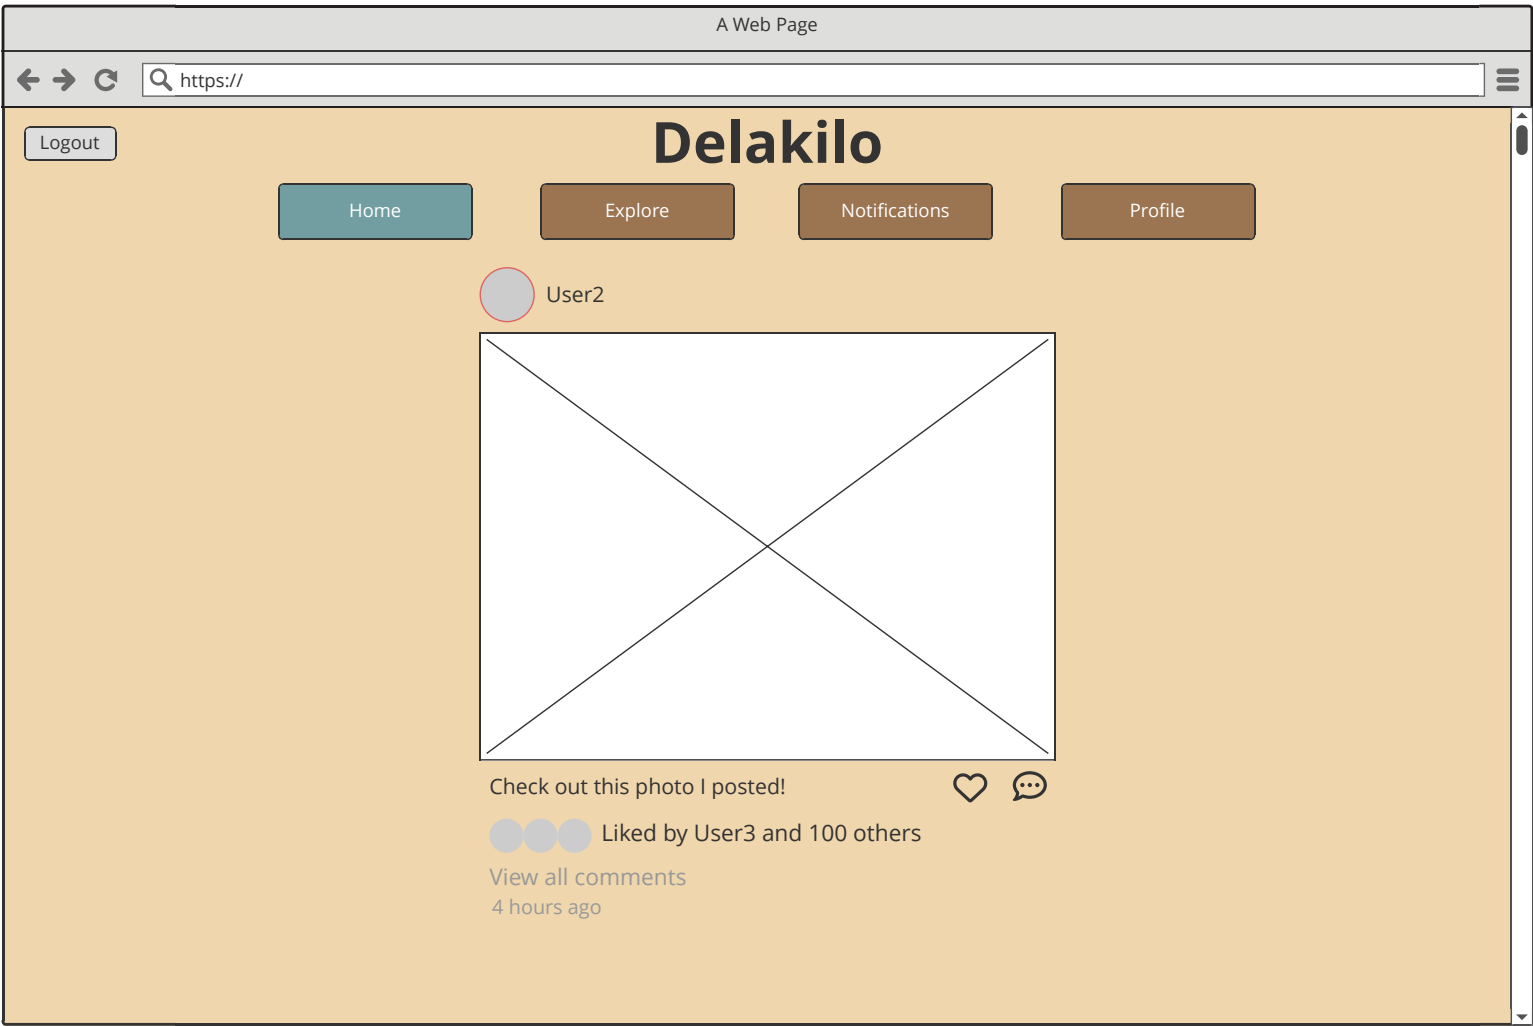 A Web Page
https://
Logout
Delakilo
Home
Explore
Notifications
Profile
User2
Check out this photo I posted!
Liked by User3 and 100 others
View all comments
4 hours ago